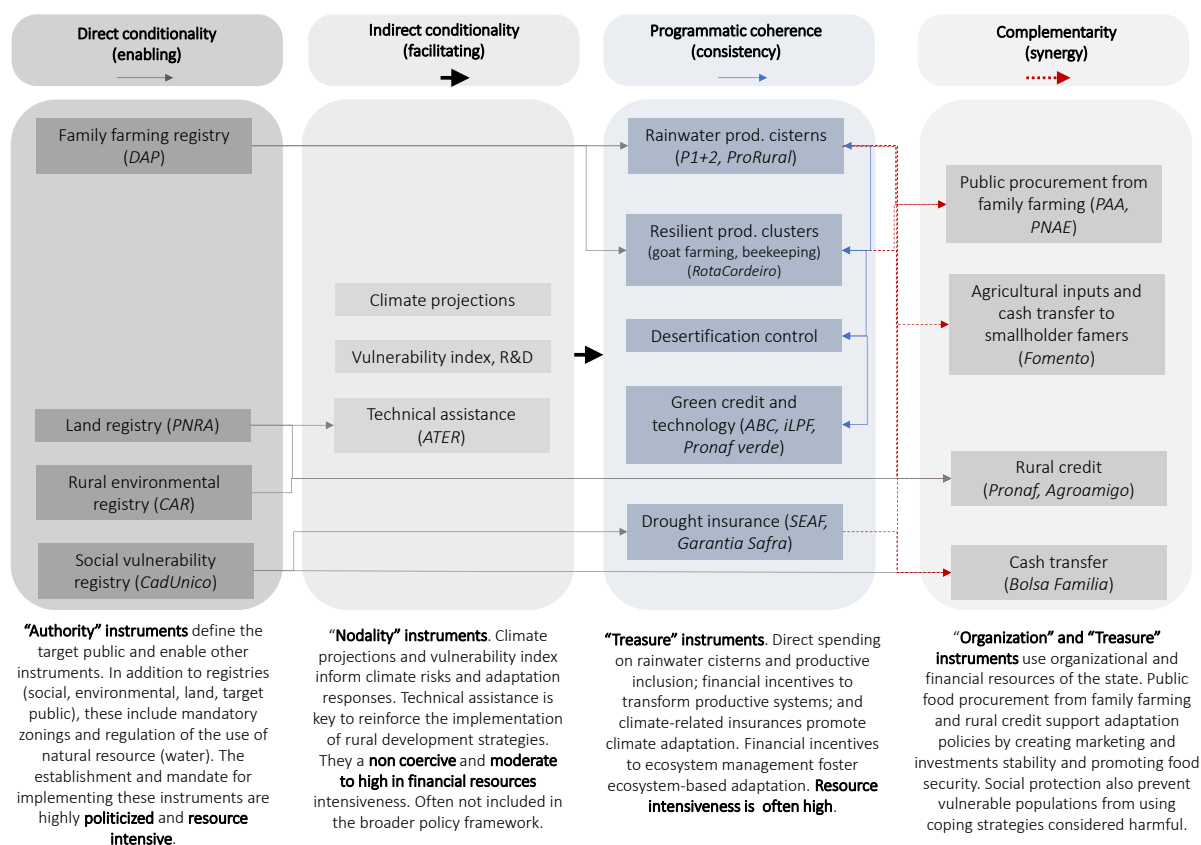 Direct conditionality
(enabling)
Indirect conditionality
(facilitating)
Programmatic coherence
(consistency)
Complementarity
(synergy)
Family farming registry
(DAP)
Land registry (PNRA)
Rural environmental
registry (CAR)
Social vulnerability
registry (CadUnico)
Climate projections
Vulnerability index, R&D
Technical assistance
(ATER)
Rainwater prod. cisterns
(P1+2, ProRural)
Resilient prod. clusters
(goat farming, beekeeping)
(RotaCordeiro)
Desertification control
Green credit and
technology (ABC, iLPF,
Pronaf verde)
Drought insurance (SEAF,
Garantia Safra)
Public procurement from
family farming (PAA,
PNAE)
Agricultural inputs and
cash transfer to
smallholder famers
(Fomento)
Rural credit
(Pronaf, Agroamigo)
Cash transfer
(Bolsa Familia)
“Authority” instruments define the
target public and enable other
instruments. In addition to registries
(social, environmental, land, target
public), these include mandatory
zonings and regulation of the use of
natural resource (water). The
establishment and mandate for
implementing these instruments are
highly politicized and resource
intensive.
“Nodality” instruments. Climate
projections and vulnerability index
inform climate risks and adaptation
responses. Technical assistance is
key to reinforce the implementation
of rural development strategies.
They a non coercive and moderate
to high in financial resources
intensiveness. Often not included in
the broader policy framework.
“Treasure” instruments. Direct spending
on rainwater cisterns and productive
inclusion; financial incentives to
transform productive systems; and
climate-related insurances promote
climate adaptation. Financial incentives
to ecosystem management foster
ecosystem-based adaptation. Resource
intensiveness is often high.
“Organization” and “Treasure”
instruments use organizational and
financial resources of the state. Public
food procurement from family farming
and rural credit support adaptation
policies by creating marketing and
investments stability and promoting food
security. Social protection also prevent
vulnerable populations from using
coping strategies considered harmful.